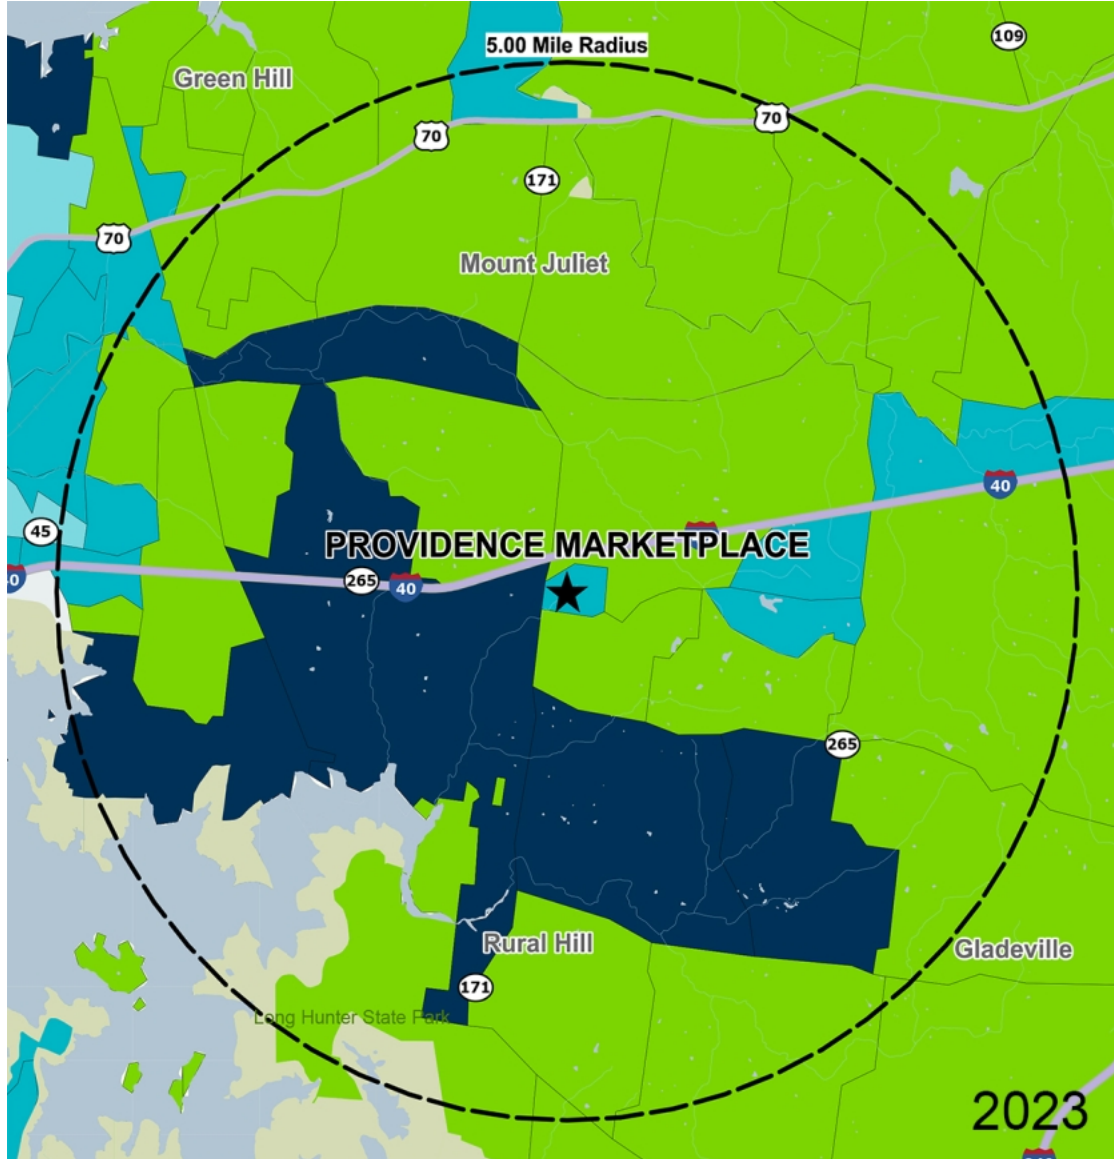 109
5.00 Mile Radius
Green Hill
70
70
171
70
Mount Juliet
40
45
PROVIDENCE MARKETPLACE
265
40
265
Rural Hill
Gladeville
171
Long Hunter State Park
2023